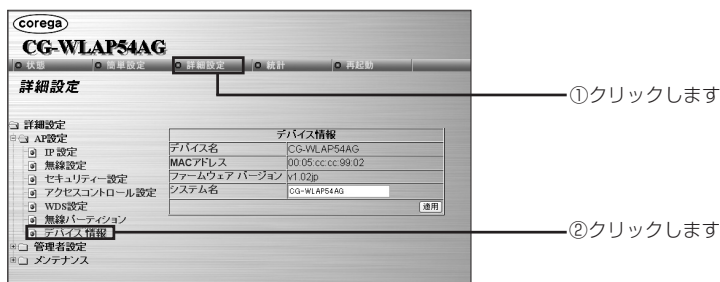 corega
CG-WLAP54AG
状態 簡単設定 詳細設定 統計 再起動
詳細設定
①クリックします
詳細設定
AP設定
IP 設定
無線設定
セキュリティー設定
アクセスコントロール設定
WDS設定
無線パーティション
デバイス情報
管理者設定
メンテナンス
デバイス情報
デバイス名 CG-WLAP54AG
MACアドレス 00:05:cc:cc:99:02
ファームウェア バージョン v1.02jp
システム名 CG-WLAP54AG
適用
②クリックします